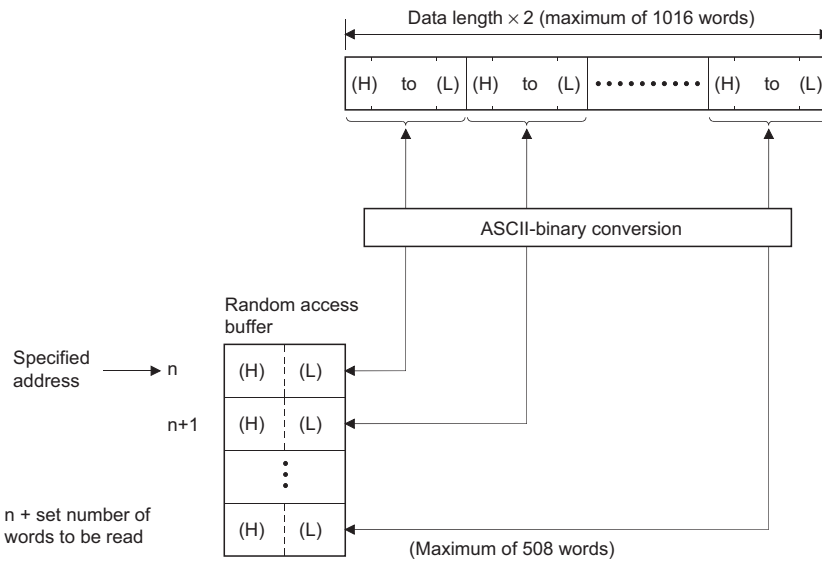 Data length × 2 (maximum of 1016 words)
(H) to (L) (H) to (L) •••••••••• (H) to (L)
ASCII-binary conversion
Random access
buffer
Specified
address
n (H) (L)
n+1 (H) (L)
n + set number of
words to be read
(H) (L)
(Maximum of 508 words)